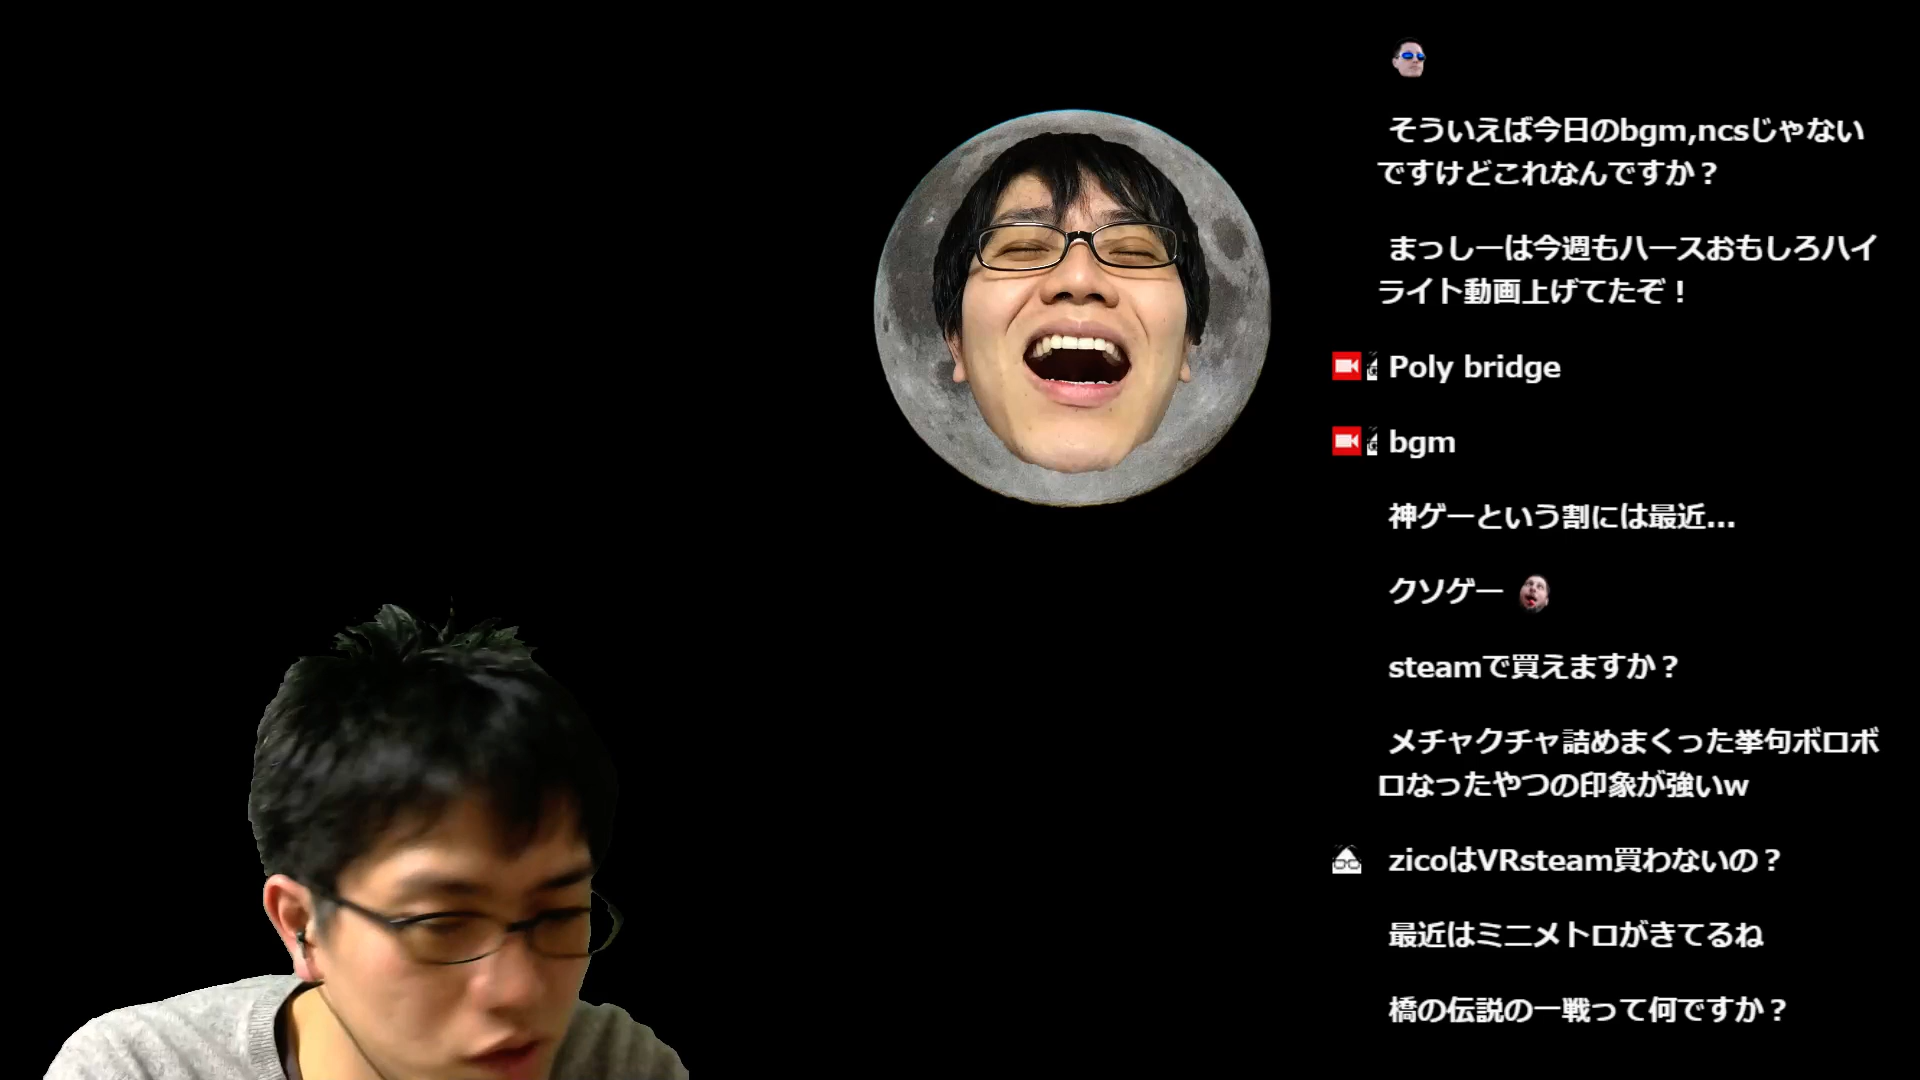 そういえば今日のbgm,ncsじゃない
ですけどこれなんですか？
まっしーは今週もハースおもしろハイ
ライト動画上げてたぞ！
Poly bridge
bgm
神ゲーという割には最近...
クソゲー
steamで買えますか？
メチャクチャ詰めまくった挙句ボロボ
ロなったやつの印象が強いw
zicoはVRsteam買わないの？
最近はミニメトロがきてるね
橋の伝説の一戦って何ですか？